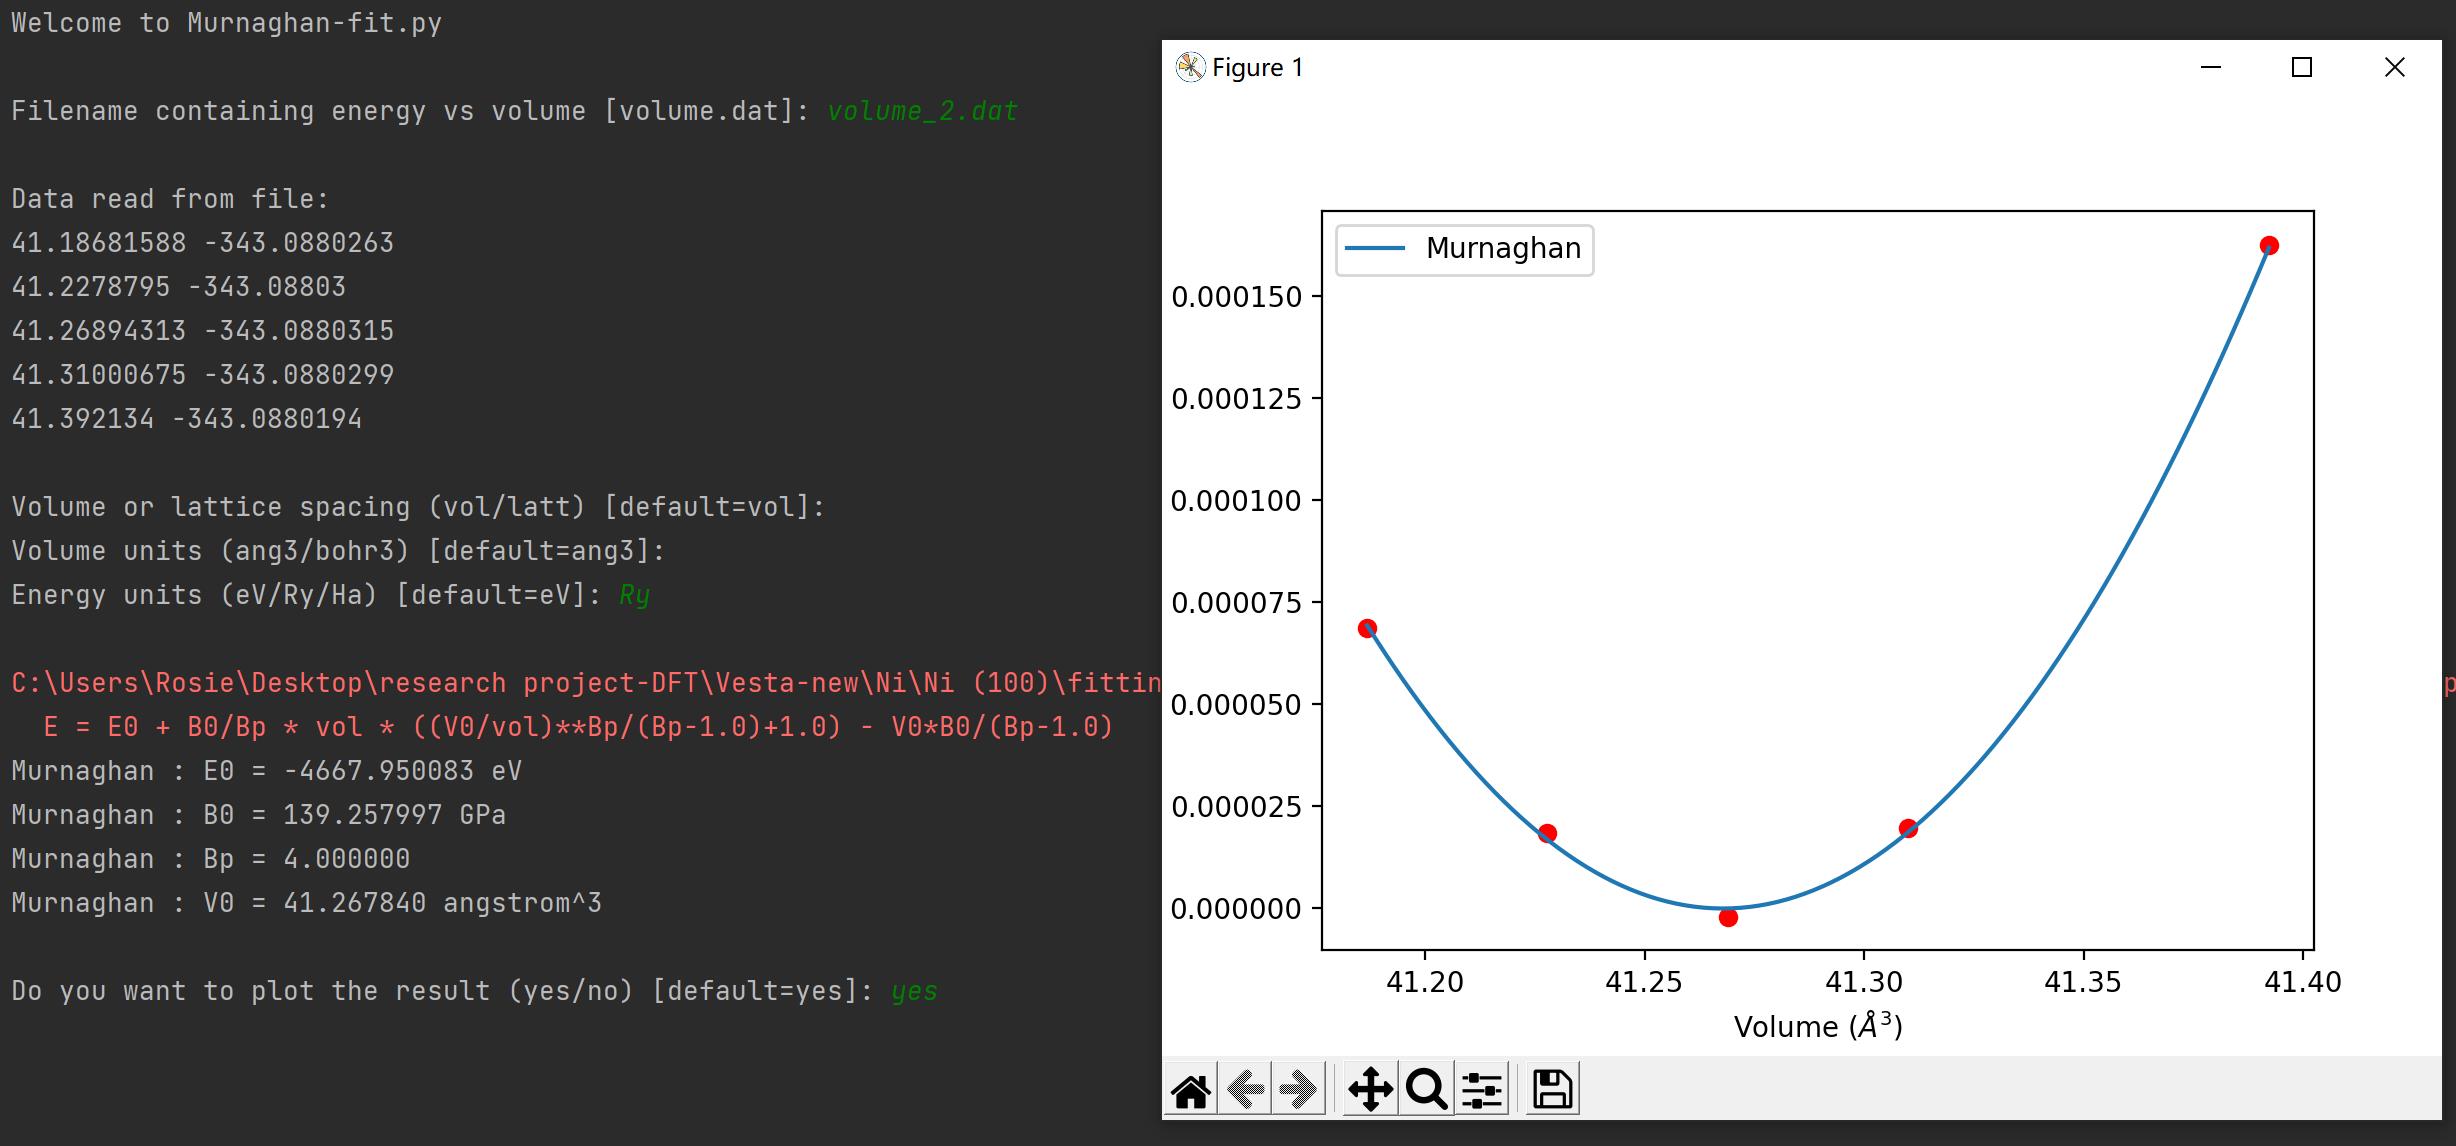 Welcome to Murnaghan-fit.py
Filename containing energy vs volume [volume.dat]: volume_2.dat
Data read from file:
41.18681588 -343.0880263
41.2278795 -343.08803
41.26894313 -343.0880315
41.31000675 -343.0880299
41.392134 -343.0880194
Volume or lattice spacing (vol/latt) [default=vol]:
Volume units (ang3/bohr3) [default=ang3]:
Energy units (eV/Ry/Ha) [default=eV]: Ry
C:\Users\Rosie\Desktop\research project-DFT\Vesta-new\Ni\Ni (100)\fittin
E = E0 + B0/Bp * vol * ((V0/vol)**Bp/(Bp-1.0)+1.0) - V0*B0/(Bp-1.0)
Murnaghan : E0 = -4667.950083 eV
Murnaghan : B0 = 139.257997 GPa
Murnaghan : Bp = 4.000000
Murnaghan : V0 = 41.267840 angstrom^3
Do you want to plot the result (yes/no) [default=yes]: yes
Figure 1
Murnaghan
0.000150
0.000125
0.000100
0.000075
0.000050
0.000025
0.000000
41.20 41.25 41.30 41.35 41.40
Volume (Å³)